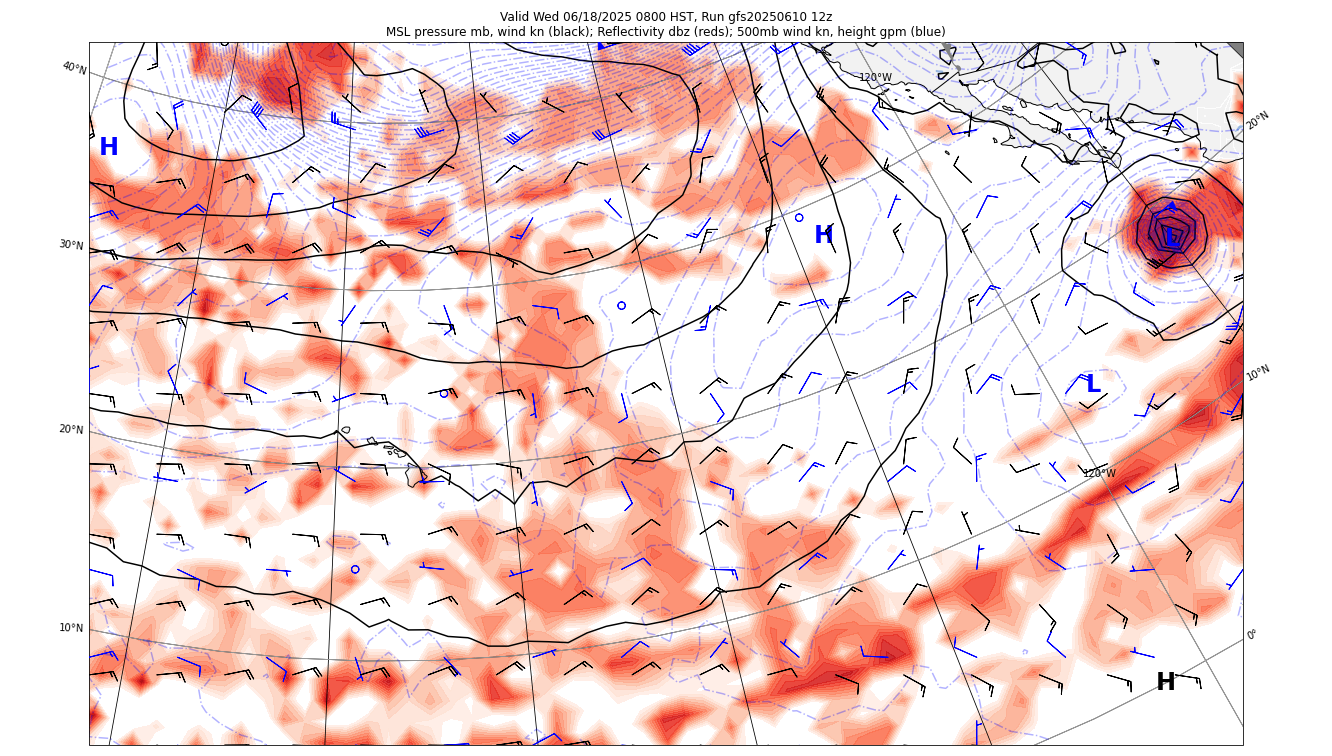 Valid Wed 06/18/2025 0800 HST, Run gfs20250610 12z
MSL pressure mb, wind kn (black); Reflectivity dbz (reds); 500mb wind kn, height gpm (blue)
40°N
120°W
20°N
H
30°N
H
L
10°N
L
20°N
120°W
10°N
0°
H